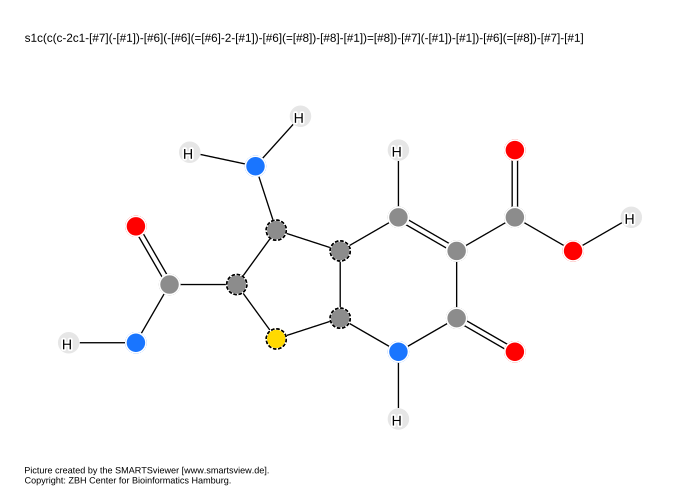 s1c(c(c-2c1-[#7](-[#1])-[#6](-[#6](=[#6]-2-[#1])-[#6](=[#8])-[#8]-[#1])=[#8])-[#7](-[#1])-[#1])-[#6](=[#8])-[#7]-[#1]
H
H
H
H
H
H
Picture created by the SMARTSviewer [www.smartsview.de].
Copyright: ZBH Center for Bioinformatics Hamburg.